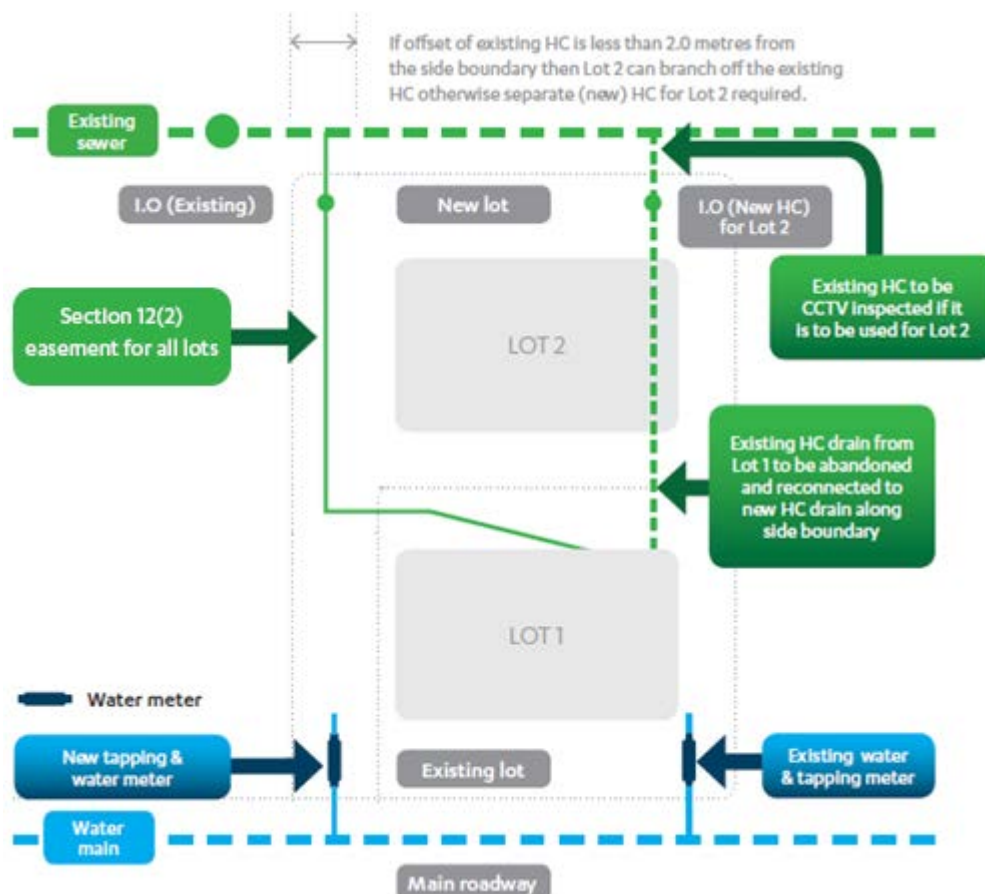 If offset of existing HC is less than 2.0 metres from
the side boundary then Lot 2 can branch off the existing
HC otherwise separate (new) HC for Lot 2 required.
Existing
sewer
I.O (Existing)
New lot
I.O (New HC)
for Lot 2
Existing HC to be
CCTV inspected if it
is to be used for Lot 2
Section 12(2)
easement for all lots
LOT 2
Existing HC drain from
Lot 1 to be abandoned
and reconnected to
new HC drain along
side boundary
LOT 1
Water meter
New tapping &
water meter
Existing lot
Existing water
& tapping meter
Water
main
Main roadway